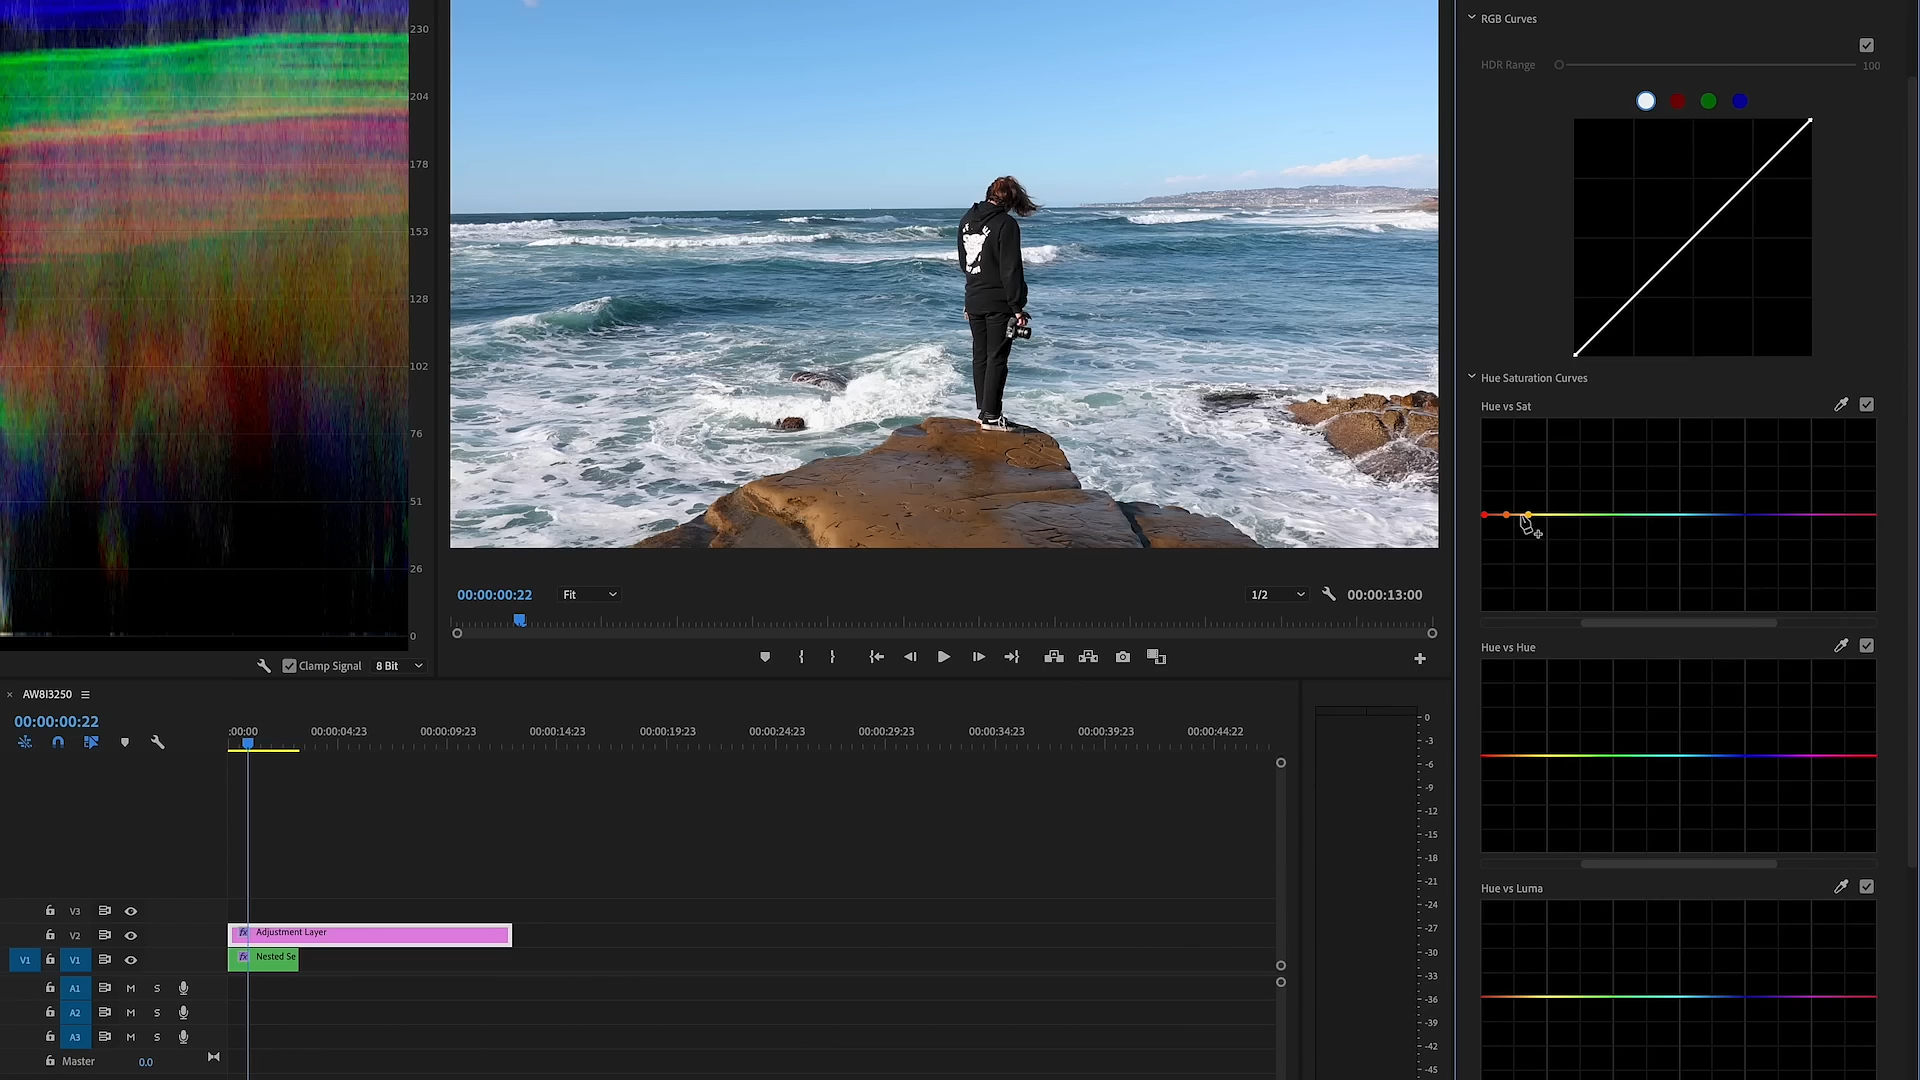 230
204
178
153
128
102
76
51
26
0
Clamp Signal 8 Bit
00:00:00:22 Fit 1/2 00:00:13:00
RGB Curves
HDR Range 100
Hue Saturation Curves
Hue vs Sat
Hue vs Hue
Hue vs Luma
× AW8I3250
00:00:00:22
:00:00 00:00:04:23 00:00:09:23 00:00:14:23 00:00:19:23 00:00:24:23 00:00:29:23 00:00:34:23 00:00:39:23 00:00:44:22
V3
V2 fx Adjustment Layer
V1 V1 fx Nested Se
A1 M S
A2 M S
A3 M S
Master 0.0
0
-3
-6
-9
-12
-15
-18
-21
-24
-27
-30
-33
-36
-39
-42
-45